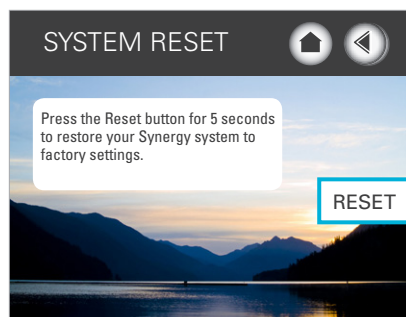 SYSTEM RESET
Press the Reset button for 5 seconds
to restore your Synergy system to
factory settings.
RESET